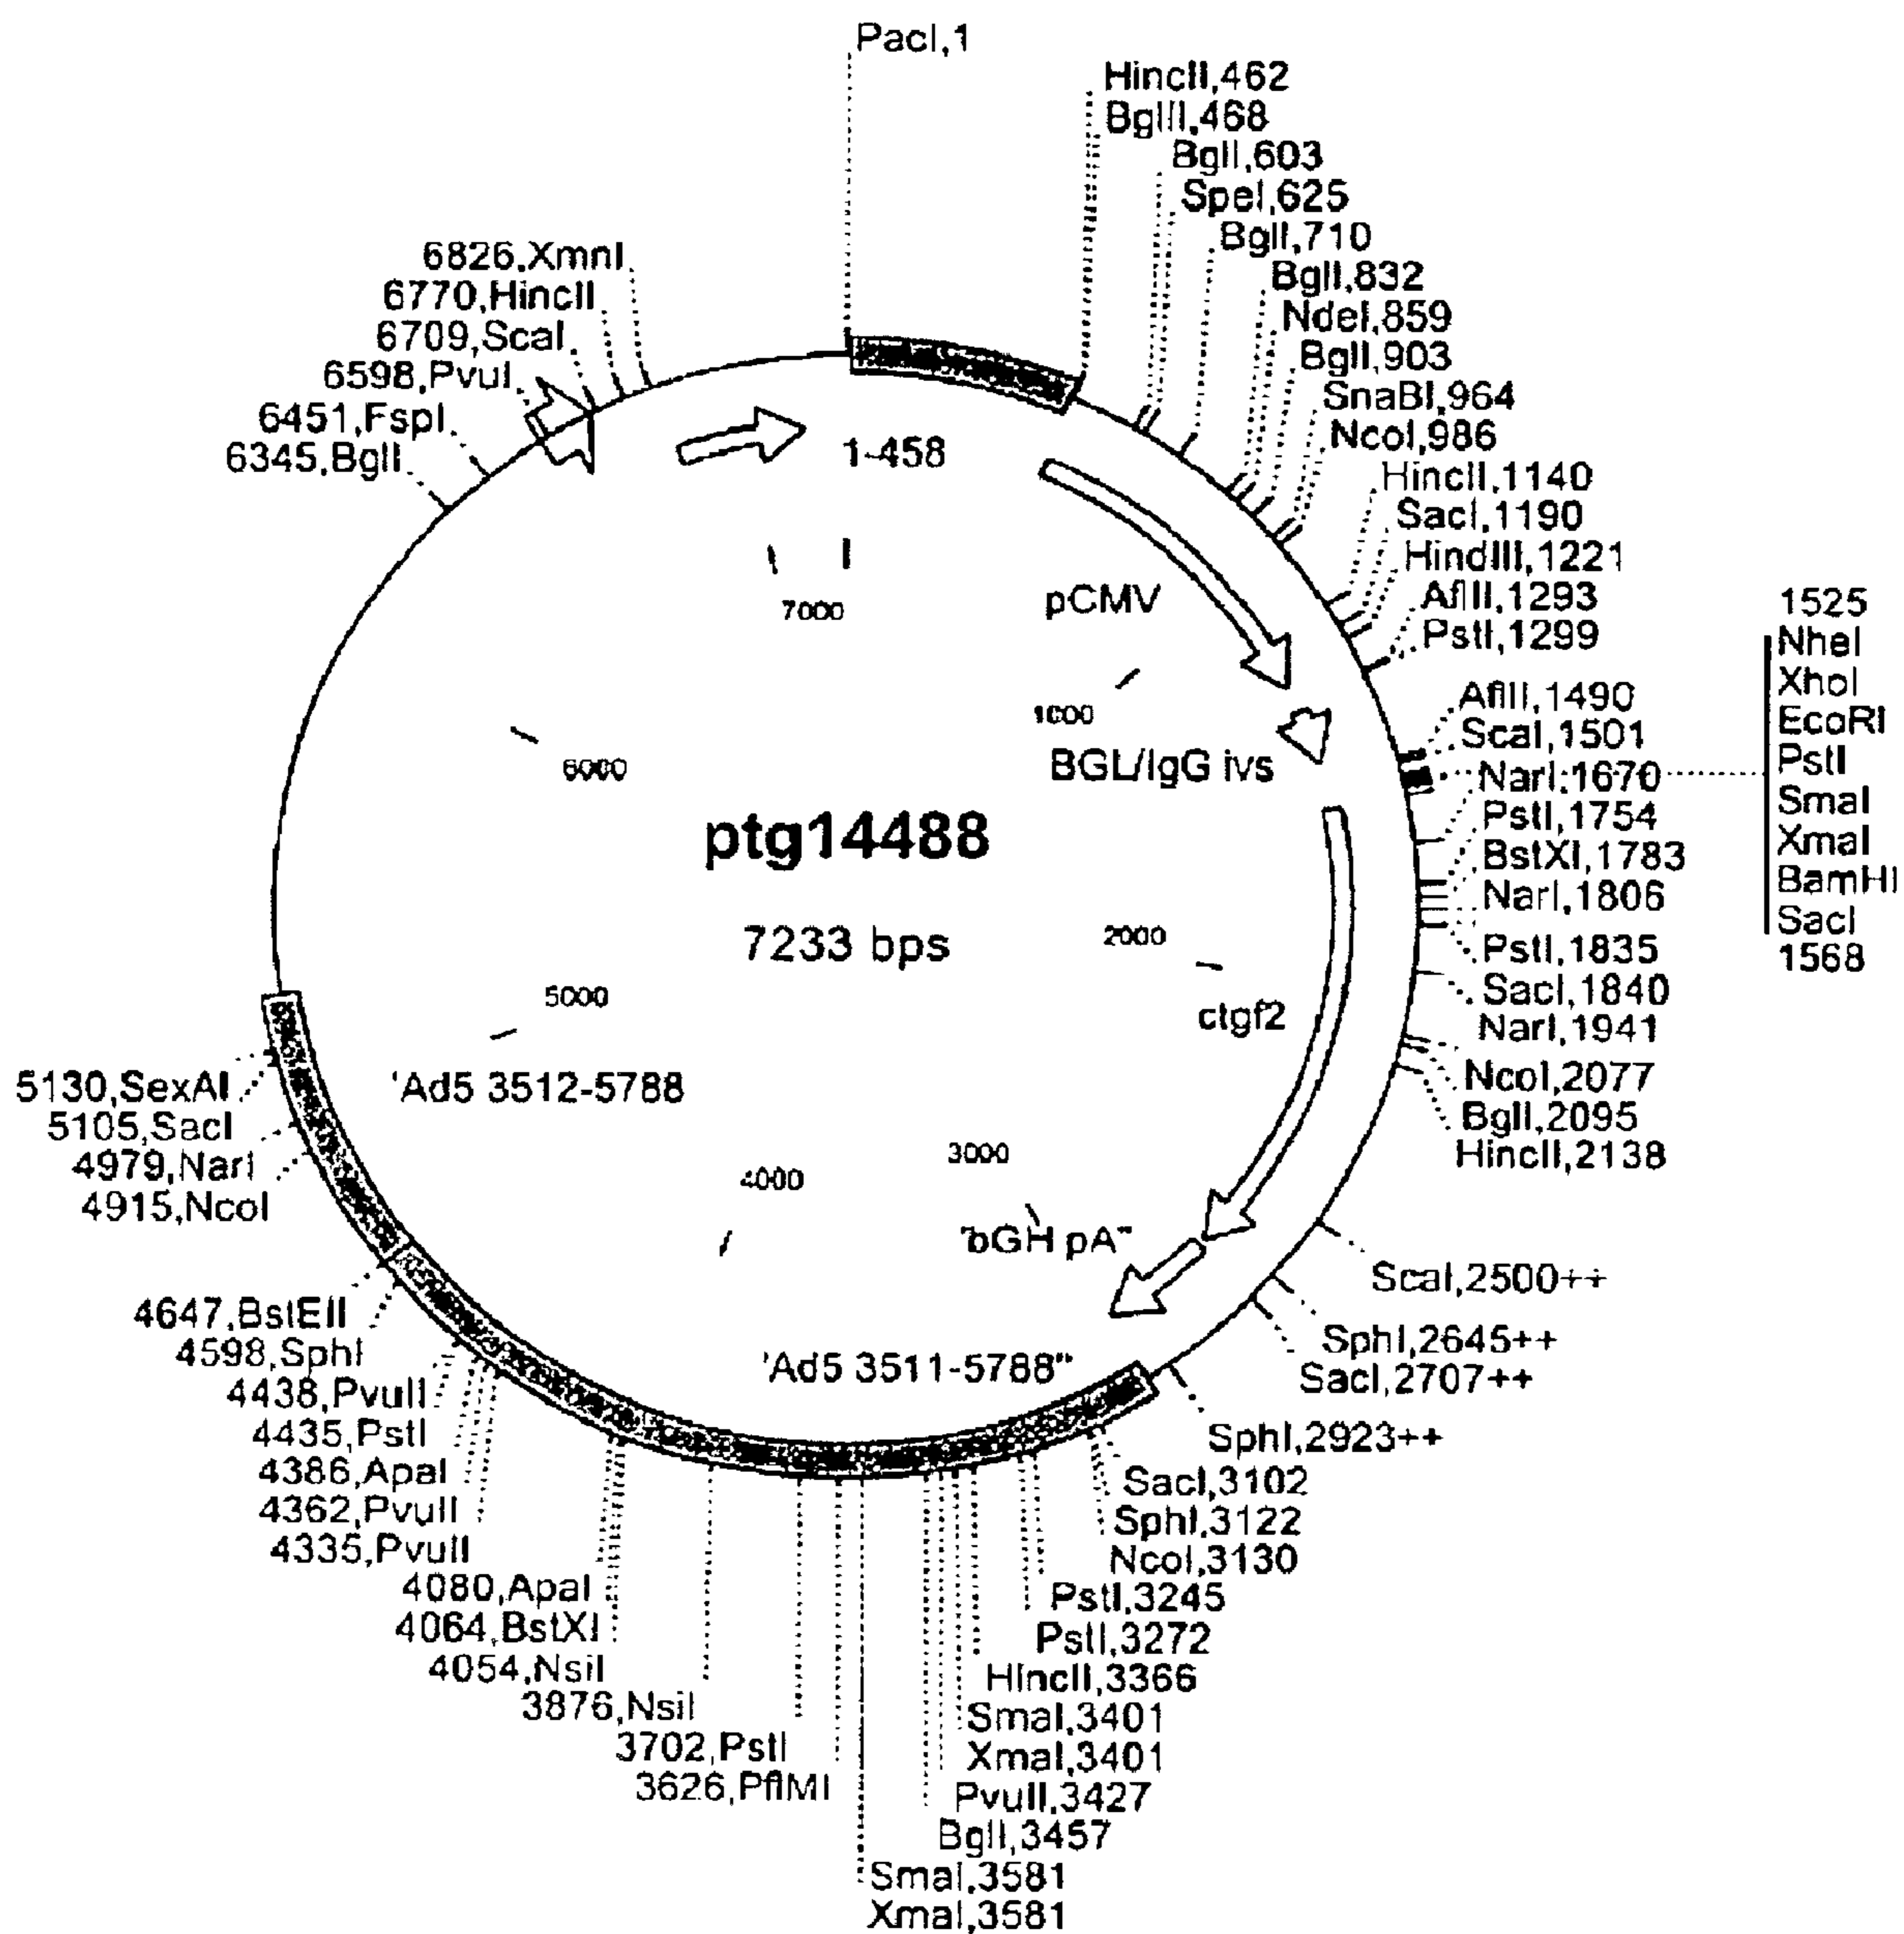 PacI,1
HincII,462
BglII,468
BglI,603
SpeI,625
BglI,710
BglI,832
NdeI,859
BglI,903
SnaBI,964
NcoI,986
HincII,1140
SacI,1190
HindIII,1221
AflII,1293
PstI,1299
AflII,1490
ScaI,1501
NarI,1670
PstI,1754
BstXI,1783
NarI,1806
PstI,1835
SacI,1840
NarI,1941
NcoI,2077
BglI,2095
HincII,2138
1525
NheI
XhoI
EcoRI
PstI
SmaI
XmaI
BamHI
SacI
1568
ScaI,2500++
SphI,2645++
SacI,2707++
SphI,2923++
SacI,3102
SphI,3122
NcoI,3130
PstI,3245
PstI,3272
HincII,3366
SmaI,3401
XmaI,3401
PvuII,3427
BglI,3457
SmaI,3581
XmaI,3581
3626,PflMI
3702,PstI
3876,NsiI
4054,NsiI
4064,BstXI
4080,ApaI
4335,PvuII
4362,PvuII
4386,ApaI
4435,PstI
4438,PvuII
4598,SphI
4647,BstEII
4915,NcoI
4979,NarI
5105,SacI
5130,SexAI
6345,BglI
6451,FspI
6598,PvuI
6709,ScaI
6770,HincII
6826,XmnI
1-458
pCMV
7000
1000
BGL/IgG ivs
6000
ptg14488
7233 bps
2000
ctgf2
5000
'Ad5 3512-5788
3000
4000
"bGH pA"
'Ad5 3511-5788"